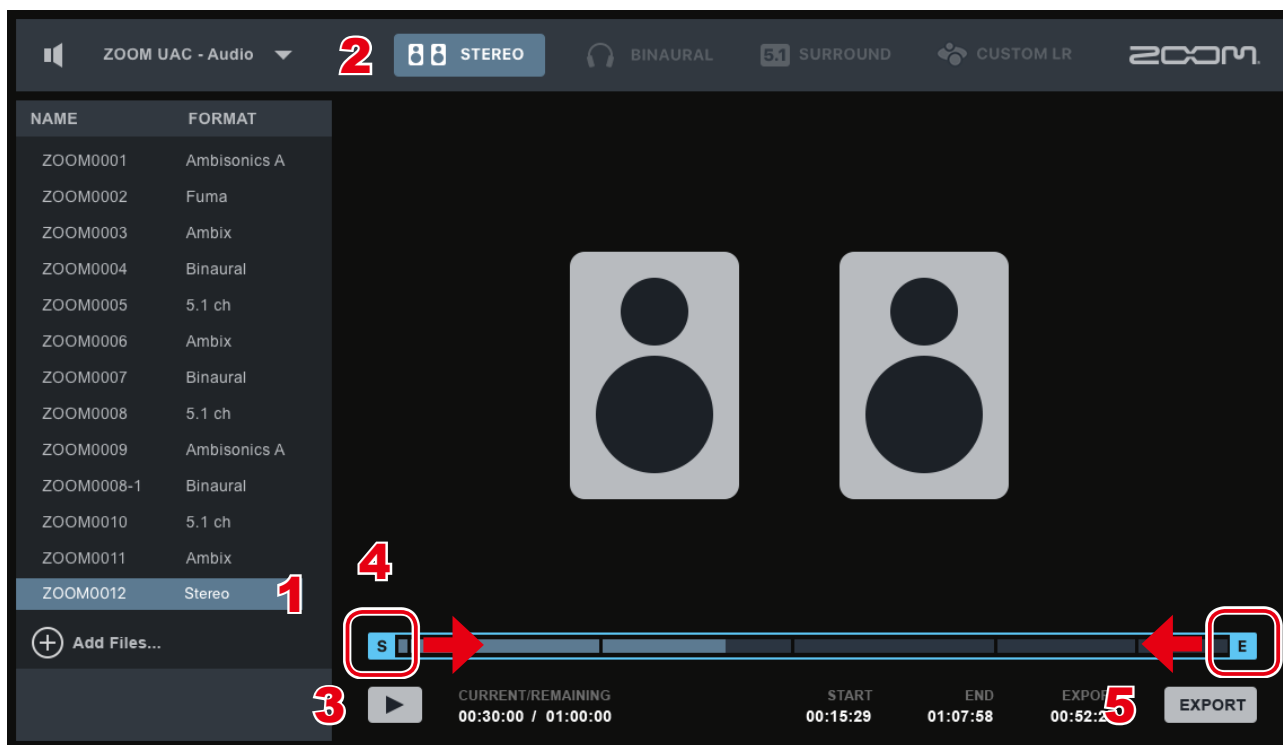 ZOOM UAC - Audio
2
STEREO
BINAURAL
5.1 SURROUND
CUSTOM LR
ZOOM
NAME FORMAT
ZOOM0001 Ambisonics A
ZOOM0002 Fuma
ZOOM0003 Ambix
ZOOM0004 Binaural
ZOOM0005 5.1 ch
ZOOM0006 Ambix
ZOOM0007 Binaural
ZOOM0008 5.1 ch
ZOOM0009 Ambisonics A
ZOOM0008-1 Binaural
ZOOM0010 5.1 ch
ZOOM0011 Ambix
ZOOM0012 Stereo 1
Add Files...
4
S
E
3
CURRENT/REMAINING START END
00:30:00 / 01:00:00 00:15:29 01:07:58
5
EXPORT